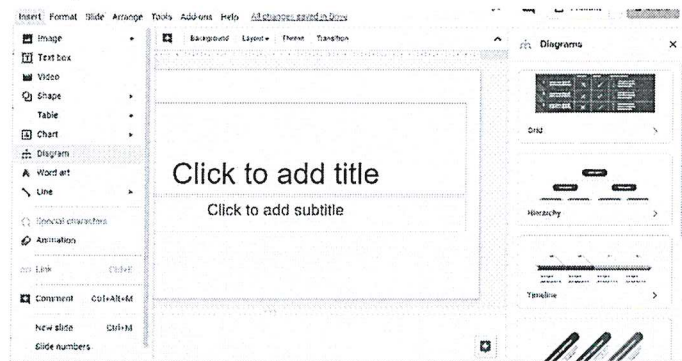 Insert Format Slide Arrange Tools Add-ons Help All changes saved in Drive
Image
Text box
Video
Shape
Table
Chart
Diagram
Word art
Line
Special characters
Animation
Link Ctrl+K
Comment Ctrl+Alt+M
New slide Ctrl+M
Slide numbers
Background Layout Theme Transition
Click to add title
Click to add subtitle
Diagrams
Grid
Hierarchy
Timeline